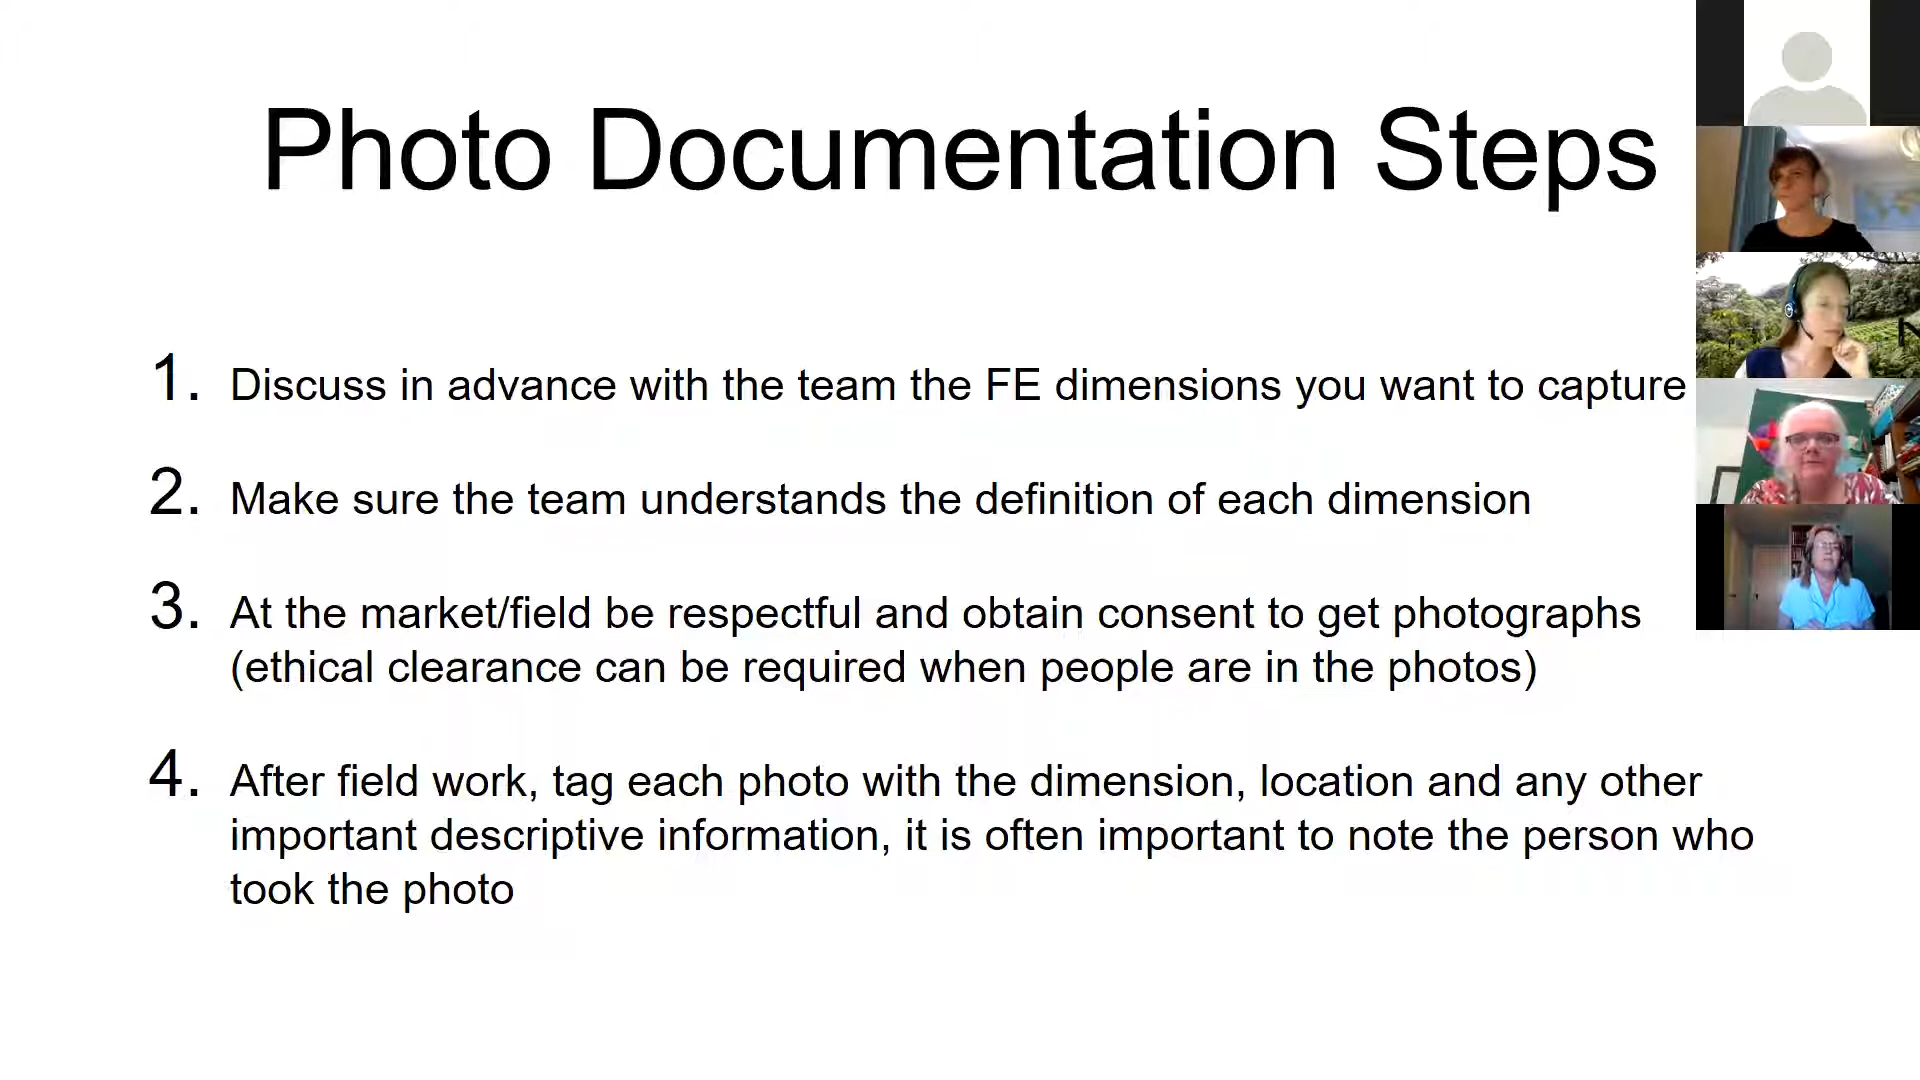 Photo Documentation Steps
1. Discuss in advance with the team the FE dimensions you want to capture
2. Make sure the team understands the definition of each dimension
3. At the market/field be respectful and obtain consent to get photographs
(ethical clearance can be required when people are in the photos)
4. After field work, tag each photo with the dimension, location and any other
important descriptive information, it is often important to note the person who
took the photo